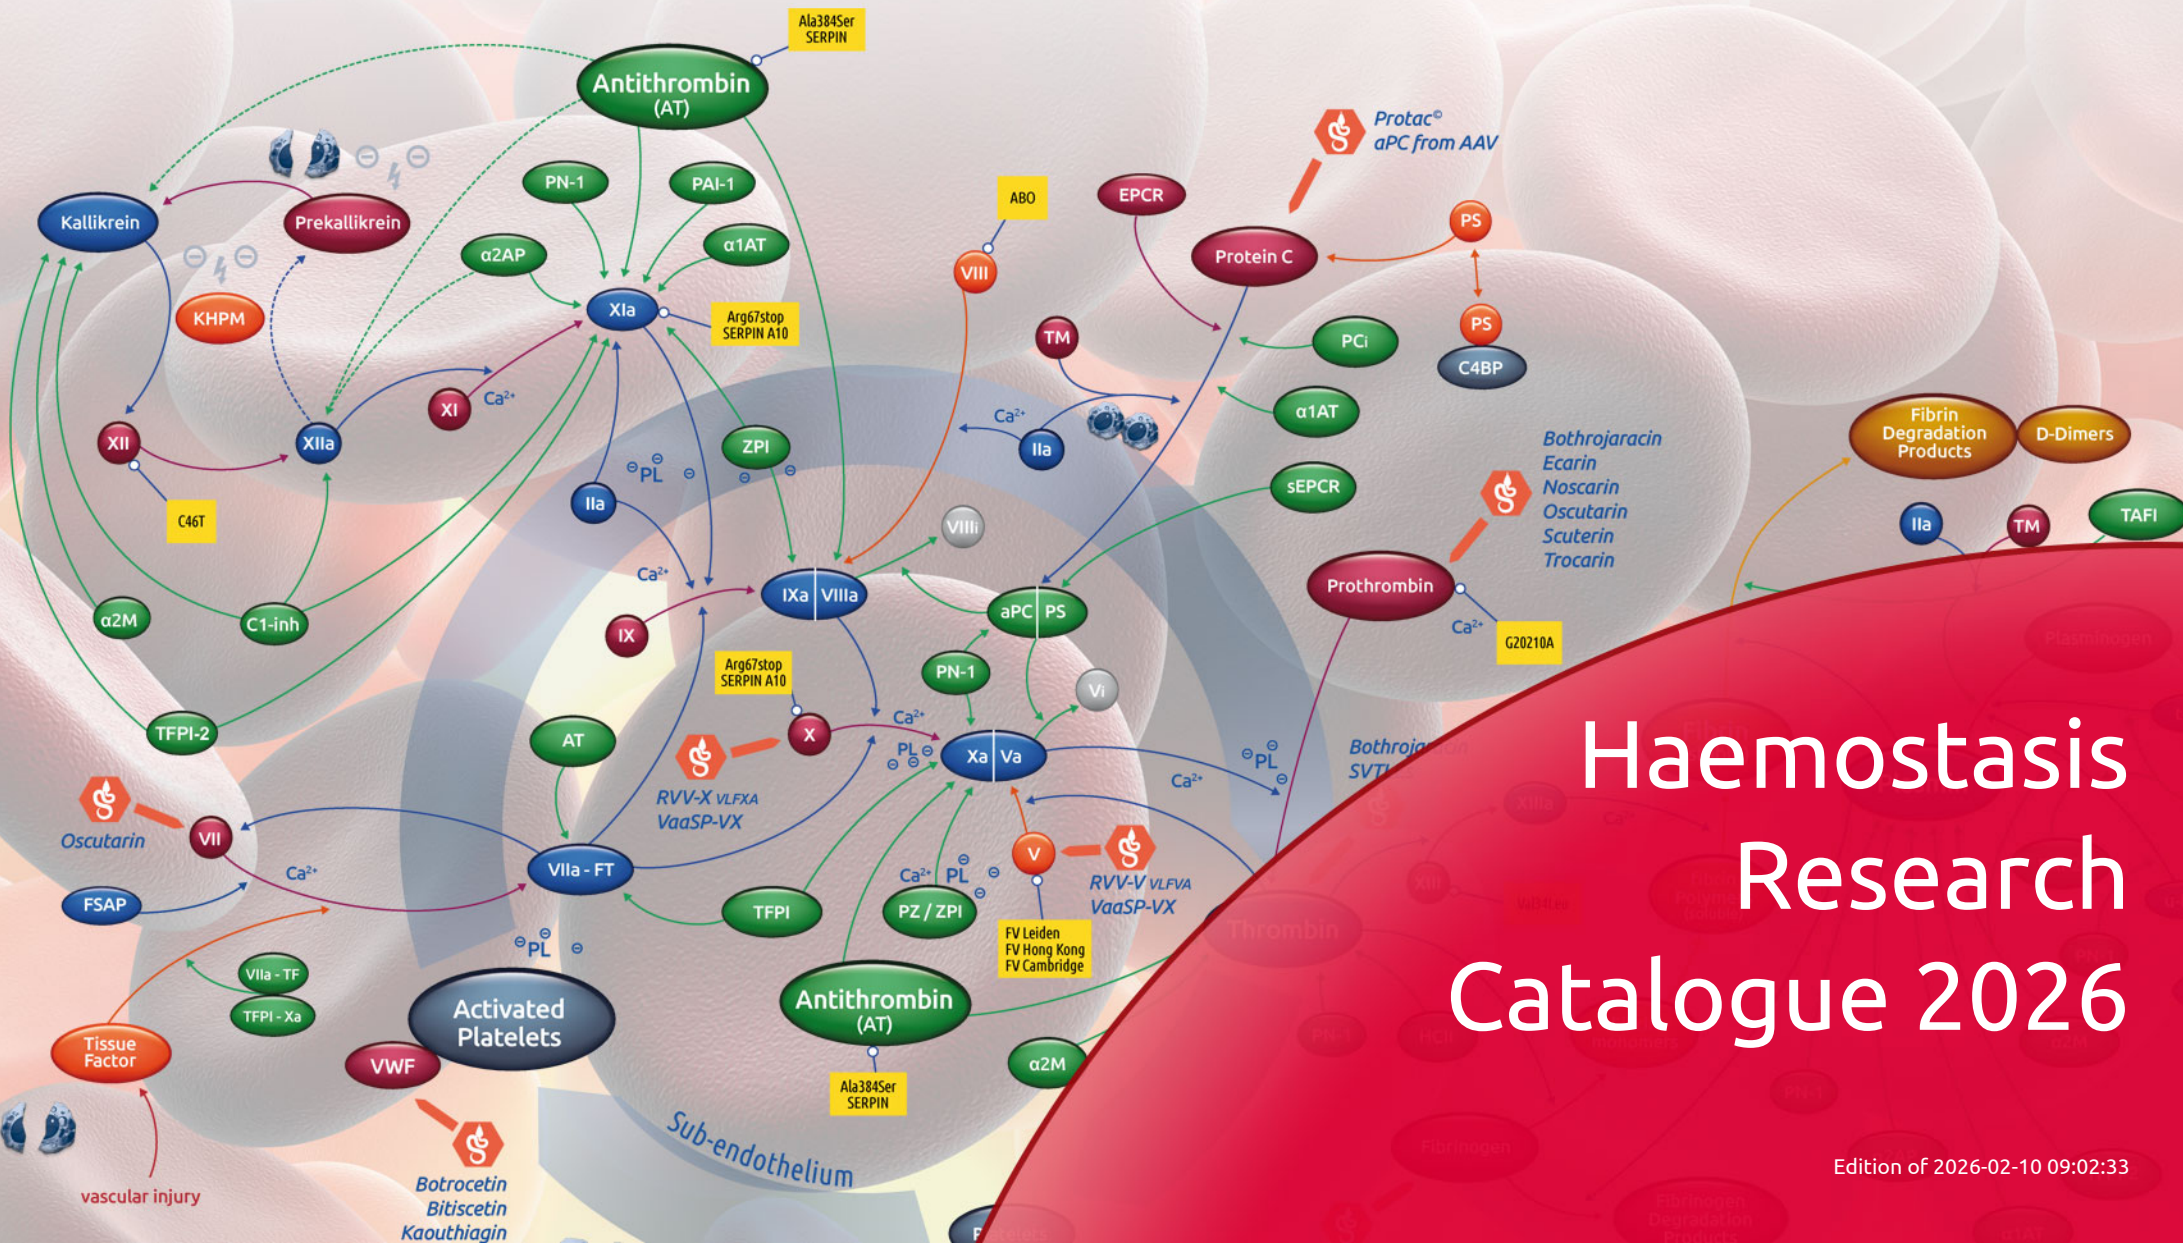 Ala384Ser
SERPIN
Antithrombin
(AT)
Protac©
aPC from AAV
PN-1
PAI-1
ABO
EPCR
Kallikrein
Prekallikrein
PS
α2AP
α1AT
VIII
Protein C
KHPM
XIa
Arg67stop
SERPIN A10
TM
PCi
PS
C4BP
XI
Ca²⁺
Ca²⁺
α1AT
Fibrin
Degradation
Products
D-Dimers
XII
XIIa
ZPI
IIa
Bothrojaracin
Ecarin
Noscarin
Oscutarin
Scuterin
Trocarin
PL
sEPCR
C46T
IIa
VIIIi
IIa
TM
TAFI
Ca²⁺
IXa VIIIa
Prothrombin
α2M
C1-inh
IX
aPC PS
Ca²⁺
G20210A
Plasminogen
Arg67stop
SERPIN A10
PN-1
Vi
TFPI-2
AT
X
Ca²⁺
PL
Xa Va
Ca²⁺
PL
RVV-X VLFXA
VaaSP-VX
Oscutarin
VII
Ca²⁺
VIIa - FT
V
RVV-V VLFVA
VaaSP-VX
FSAP
TFPI
Ca²⁺ PL
PZ / ZPI
FV Leiden
FV Hong Kong
FV Cambridge
Thrombin
PL
VIIa - TF
TFPI - Xa
Activated
Platelets
Antithrombin
(AT)
Tissue
Factor
VWF
α2M
Ala384Ser
SERPIN
Sub-endothelium
vascular injury
Botrocetin
Bitiscetin
Kaouthiagin
Haemostasis
Research
Catalogue 2026
Fibrinogen
Fibrinogen
Degradation
Products
Edition of 2026-02-10 09:02:33